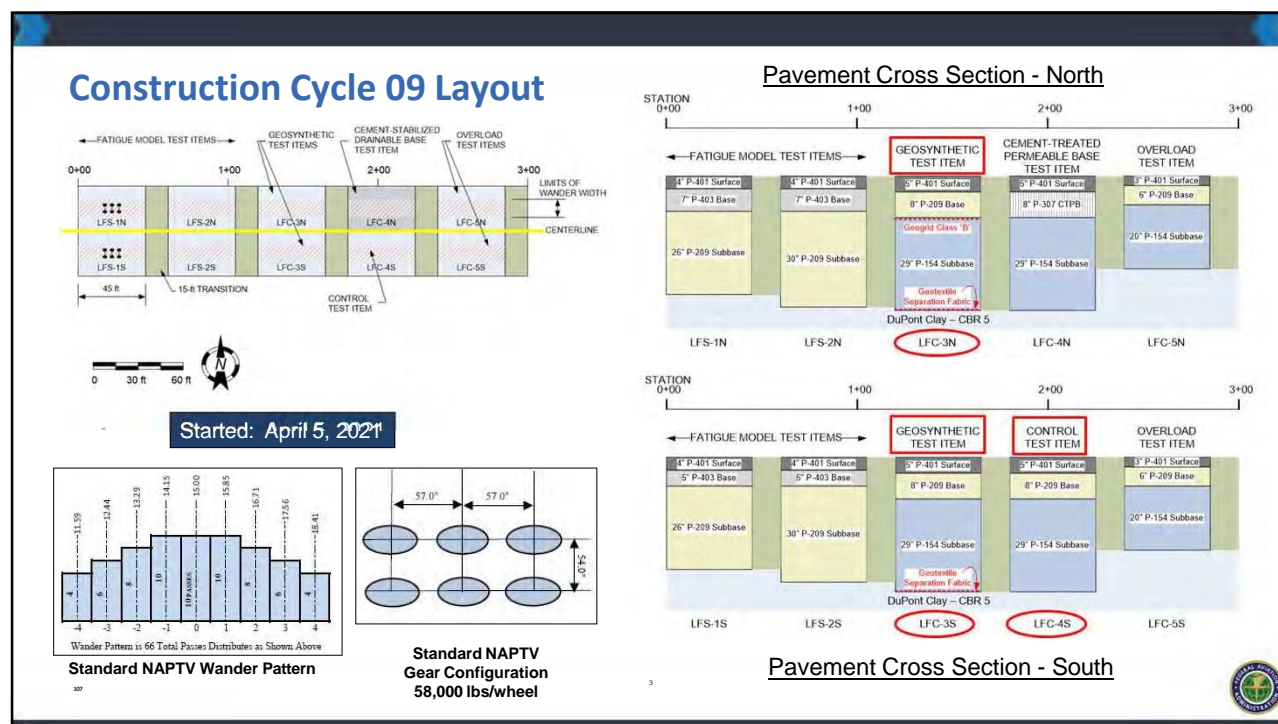 Construction Cycle 09 Layout
FATIGUE MODEL TEST ITEMS
GEOSYNTHETIC
TEST ITEMS
CEMENT-STABILIZED
DRAINABLE BASE
TEST ITEM
OVERLOAD
TEST ITEMS
0+00
1+00
2+00
3+00
LIMITS OF
WANDER WIDTH
LFS-1N
LFS-2N
LFC-3N
LFC-4N
LFC-5N
CENTERLINE
LFS-1S
LFS-2S
LFC-3S
LFC-4S
LFC-5S
45 ft
15-ft TRANSITION
CONTROL
TEST ITEM
N
0 30 ft 60 ft
Started: April 5, 2021
11.59
12.44
13.29
14.15
15.00
15.85
16.71
17.56
18.41
4
6
8
10
10 PASSES
10
8
6
4
-4 -3 -2 -1 0 1 2 3 4
Wander Pattern is 66 Total Passes Distributes as Shown Above
Standard NAPTV Wander Pattern
107
57.0" 57.0"
54.0"
Standard NAPTV
Gear Configuration
58,000 lbs/wheel
3
Pavement Cross Section - North
STATION
0+00 1+00 2+00 3+00
FATIGUE MODEL TEST ITEMS
GEOSYNTHETIC
TEST ITEM
CEMENT-TREATED
PERMEABLE BASE
TEST ITEM
OVERLOAD
TEST ITEM
4" P-401 Surface
7" P-403 Base
26" P-209 Subbase
4" P-401 Surface
7" P-403 Base
30" P-209 Subbase
5" P-401 Surface
8" P-209 Base
Geogrid Class 'B'
29" P-154 Subbase
Geotextile
Separation Fabric
5" P-401 Surface
8" P-307 CTPB
29" P-154 Subbase
3" P-401 Surface
6" P-209 Base
20" P-154 Subbase
DuPont Clay – CBR 5
LFS-1N LFS-2N LFC-3N LFC-4N LFC-5N
STATION
0+00 1+00 2+00 3+00
FATIGUE MODEL TEST ITEMS
GEOSYNTHETIC
TEST ITEM
CONTROL
TEST ITEM
OVERLOAD
TEST ITEM
4" P-401 Surface
5" P-403 Base
26" P-209 Subbase
4" P-401 Surface
5" P-403 Base
30" P-209 Subbase
5" P-401 Surface
8" P-209 Base
29" P-154 Subbase
Geotextile
Separation Fabric
5" P-401 Surface
8" P-209 Base
29" P-154 Subbase
3" P-401 Surface
6" P-209 Base
20" P-154 Subbase
DuPont Clay – CBR 5
LFS-1S LFS-2S LFC-3S LFC-4S LFC-5S
Pavement Cross Section - South
FEDERAL AVIATION
ADMINISTRATION